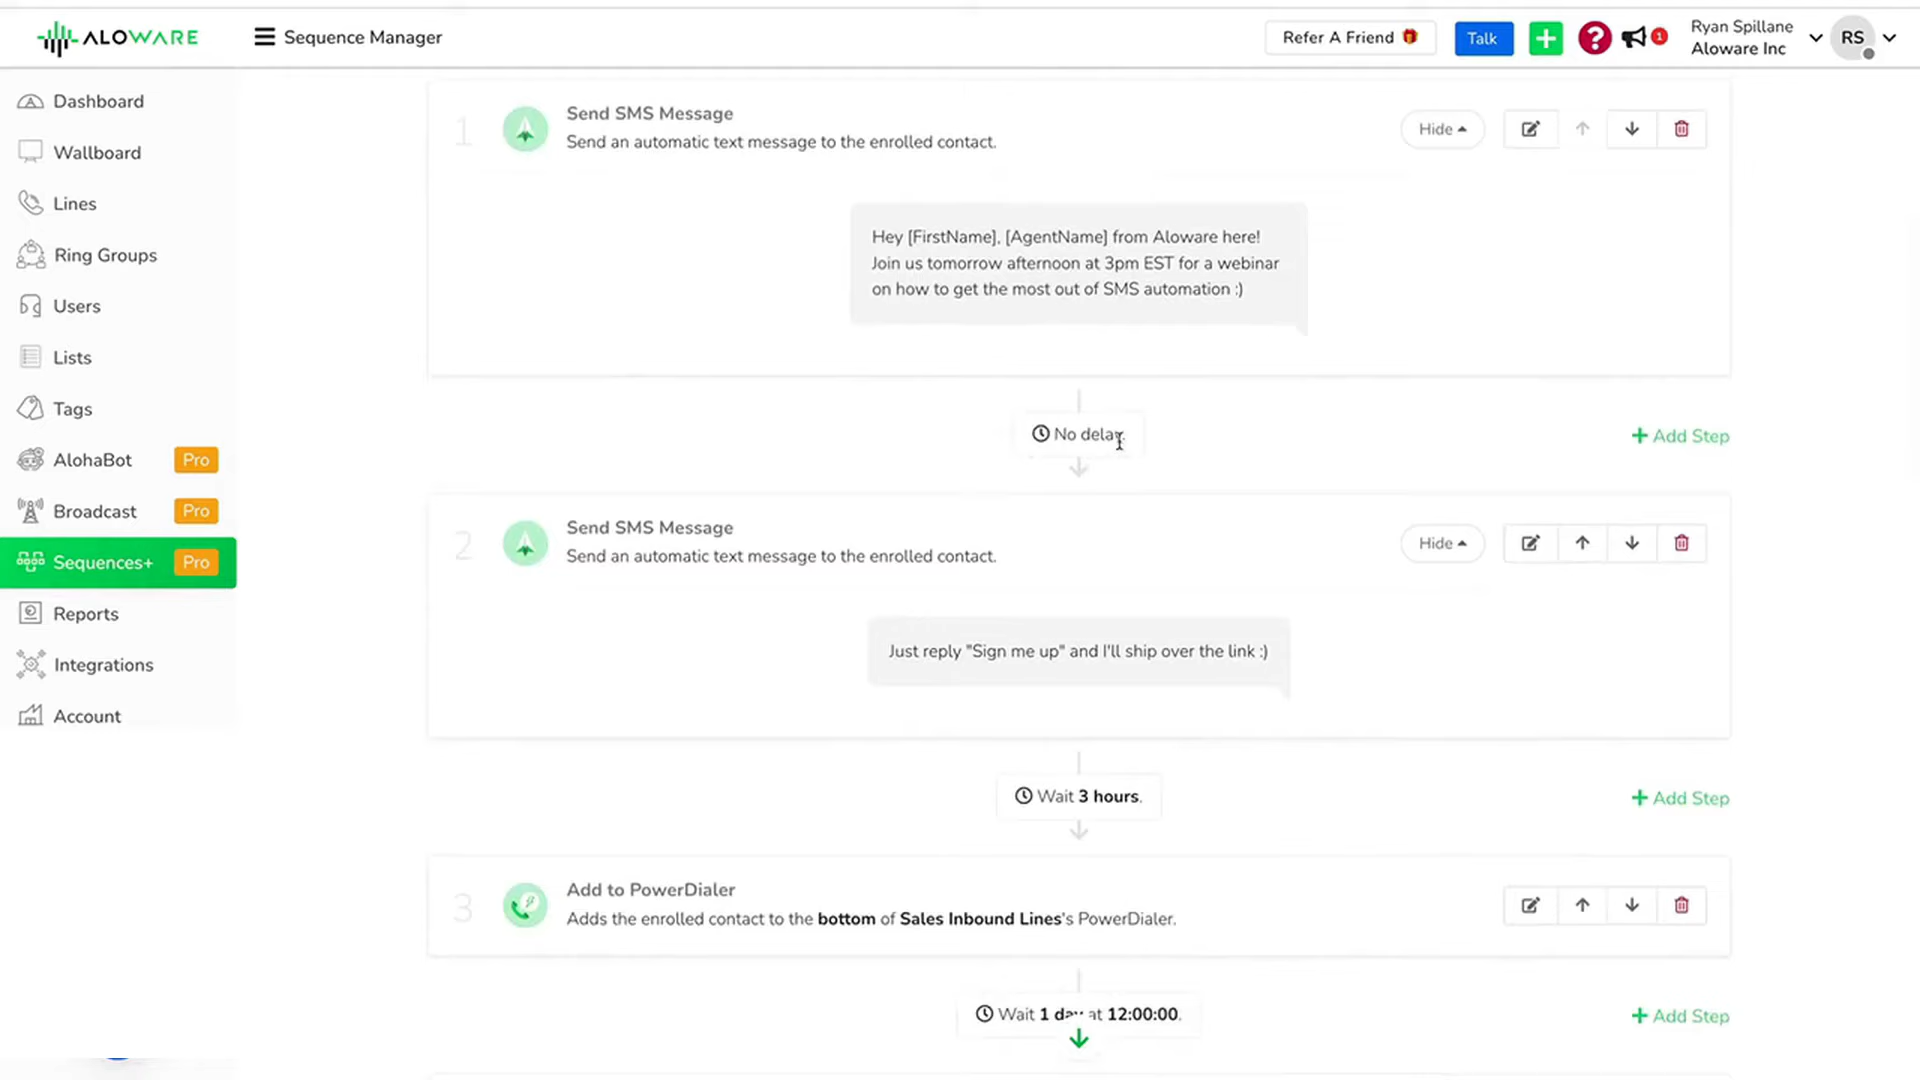 ALOWARE
Sequence Manager
Refer A Friend
Talk
1
Ryan Spillane
Aloware Inc
RS
Dashboard
Wallboard
Lines
Ring Groups
Users
Lists
Tags
AlohaBot Pro
Broadcast Pro
Sequences+ Pro
Reports
Integrations
Account
1
Send SMS Message
Send an automatic text message to the enrolled contact.
Hide
Hey [FirstName], [AgentName] from Aloware here!
Join us tomorrow afternoon at 3pm EST for a webinar
on how to get the most out of SMS automation :)
No delay.
+ Add Step
2
Send SMS Message
Send an automatic text message to the enrolled contact.
Hide
Just reply "Sign me up" and I'll ship over the link :)
Wait 3 hours.
+ Add Step
3
Add to PowerDialer
Adds the enrolled contact to the bottom of Sales Inbound Lines's PowerDialer.
Wait 1 day at 12:00:00.
+ Add Step